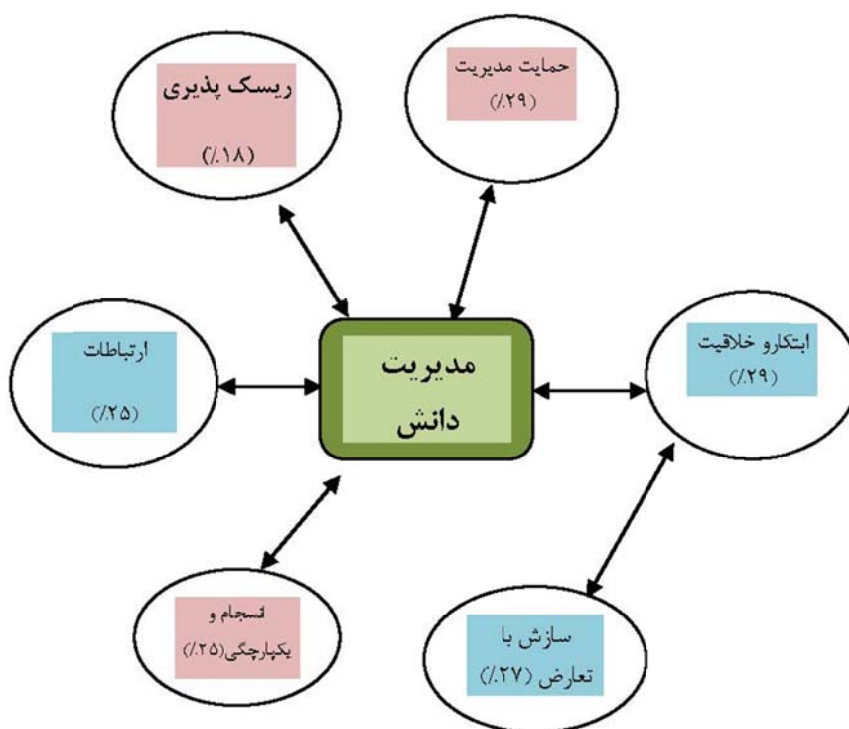 حمایت مدیریت
(٪۲۹)
ریسک پذیری
(٪۱۸)
ابتکارو خلاقیت
(٪۲۹)
مدیریت
دانش
ارتباطات
(٪۲۵)
انسجام و
یکپارچگی(٪۲۵)
سازش با
تعارض (٪۲۷)